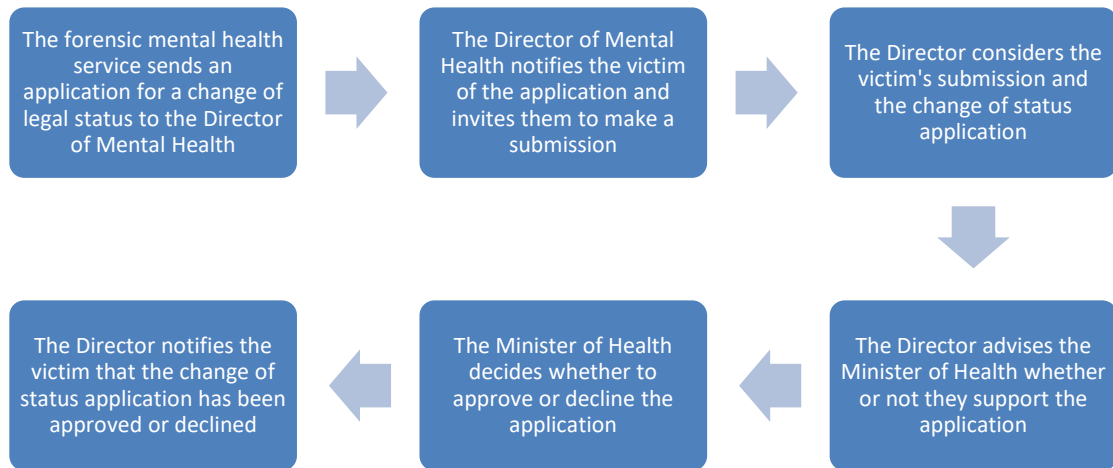 The forensic mental health
service sends an
application for a change of
legal status to the Director
of Mental Health
The Director of Mental
Health notifies the victim
of the application and
invites them to make a
submission
The Director considers the
victim's submission and
the change of status
application
The Director advises the
Minister of Health whether
or not they support the
application
The Minister of Health
decides whether to
approve or decline the
application
The Director notifies the
victim that the change of
status application has been
approved or declined